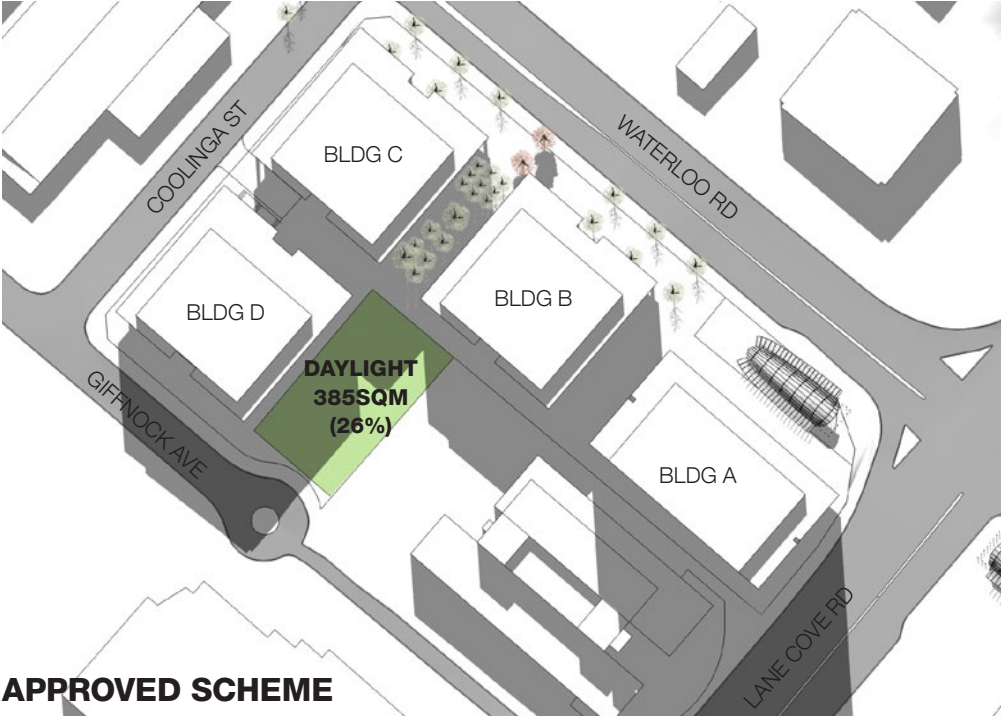 COOLINGA ST
WATERLOO RD
BLDG C
BLDG D
BLDG B
DAYLIGHT
385SQM
(26%)
GIFFNOCK AVE
BLDG A
LANE COVE RD
APPROVED SCHEME